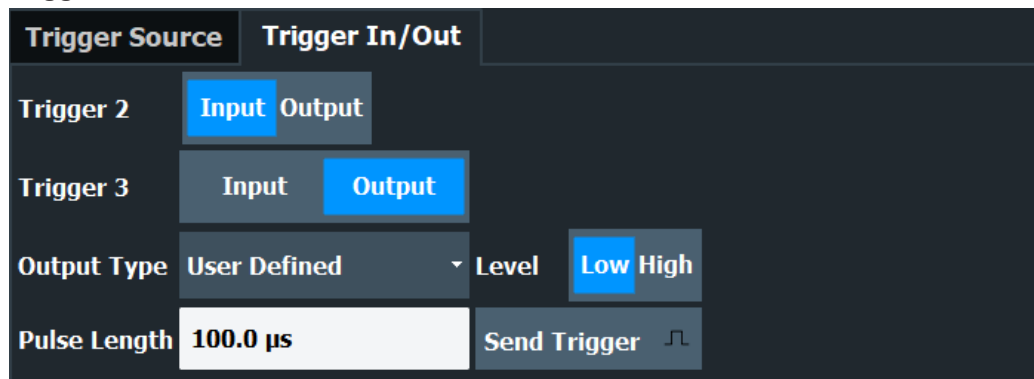 Trigger Source Trigger In/Out
Trigger 2 Input Output
Trigger 3 Input Output
Output Type User Defined Level Low High
Pulse Length 100.0 µs Send Trigger